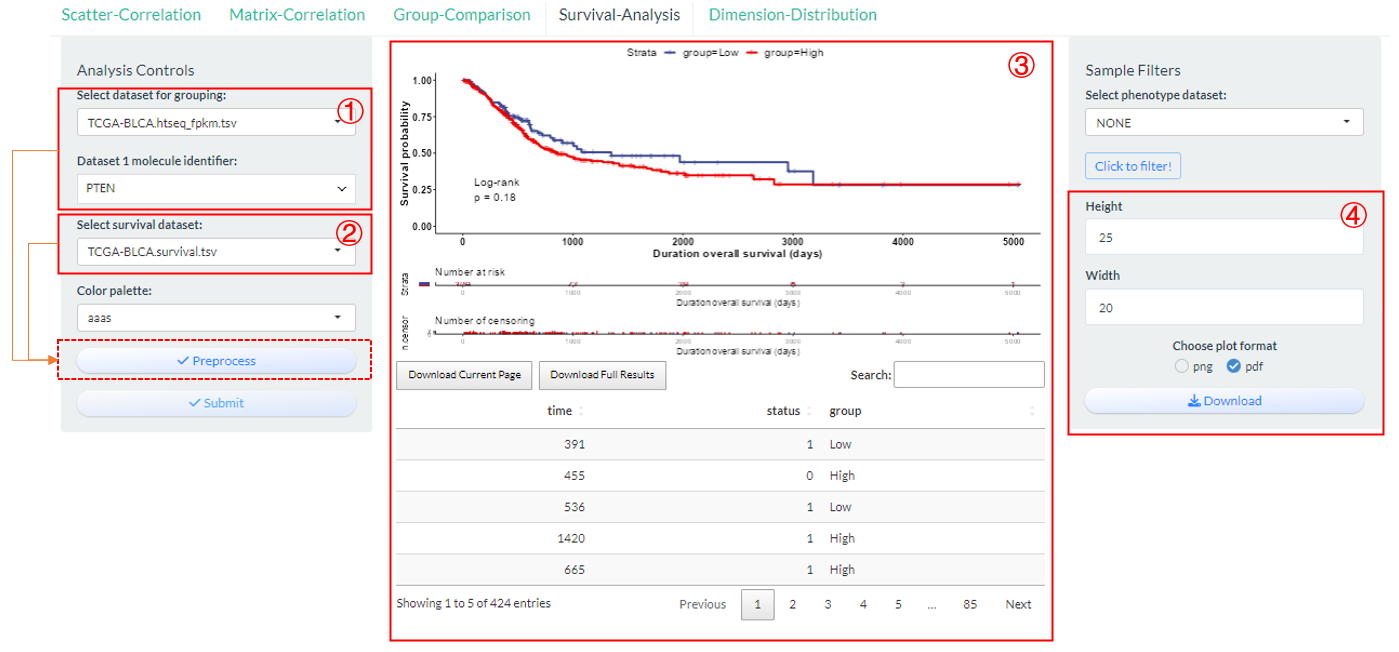 Scatter-Correlation Matrix-Correlation Group-Comparison Survival-Analysis Dimension-Distribution
Analysis Controls
Select dataset for grouping:
①
TCGA-BLCA.htseq_fpkm.tsv
Dataset 1 molecule identifier:
PTEN
Select survival dataset:
②
TCGA-BLCA.survival.tsv
Color palette:
aaas
Preprocess
Submit
③
Strata group=Low group=High
Survival probability
1.00
0.75
0.50
0.25
0.00
Log-rank
p = 0.18
0 1000 2000 3000 4000 5000
Duration overall survival (days)
Number at risk
Strata
0 1000 2000 3000 4000 5000
Duration overall survival (days)
Number of censoring
n.censor
0 1000 2000 3000 4000 5000
Duration overall survival (days)
Download Current Page Download Full Results Search:
time status group
391 1 Low
455 0 High
536 1 Low
1420 1 High
665 1 High
Showing 1 to 5 of 424 entries Previous 1 2 3 4 5 ... 85 Next
Sample Filters
Select phenotype dataset:
NONE
Click to filter!
④
Height
25
Width
20
Choose plot format
png pdf
Download